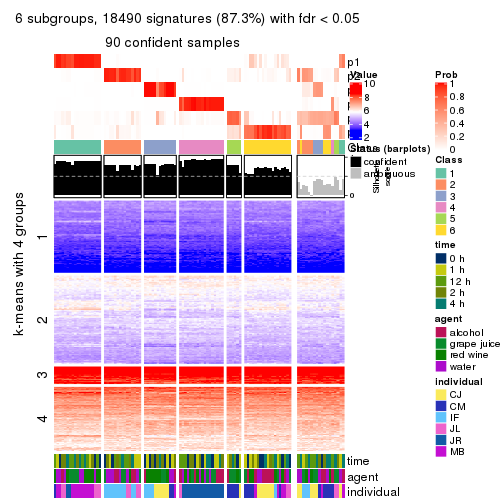 6 subgroups, 18490 signatures (87.3%) with fdr < 0.05
90 confident samples
p1
p2
Value
10
8
6
4
2
Prob
1
0.8
0.6
0.4
0.2
0
Status (barplots)
confident
ambiguous
0
Class
1
2
3
4
5
6
time
0 h
1 h
12 h
2 h
4 h
agent
alcohol
grape juice
red wine
water
individual
CJ
CM
IF
JL
JR
MB
k-means with 4 groups
1
2
3
4
time
agent
individual